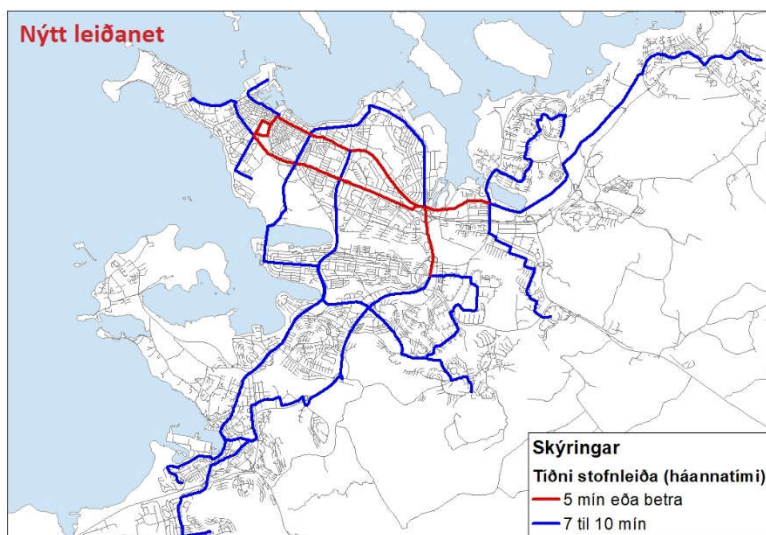 Nýtt leiðanet
Skýringar
Tíðni stofnleiða (háannatími)
5 mín eða betra
7 til 10 mín